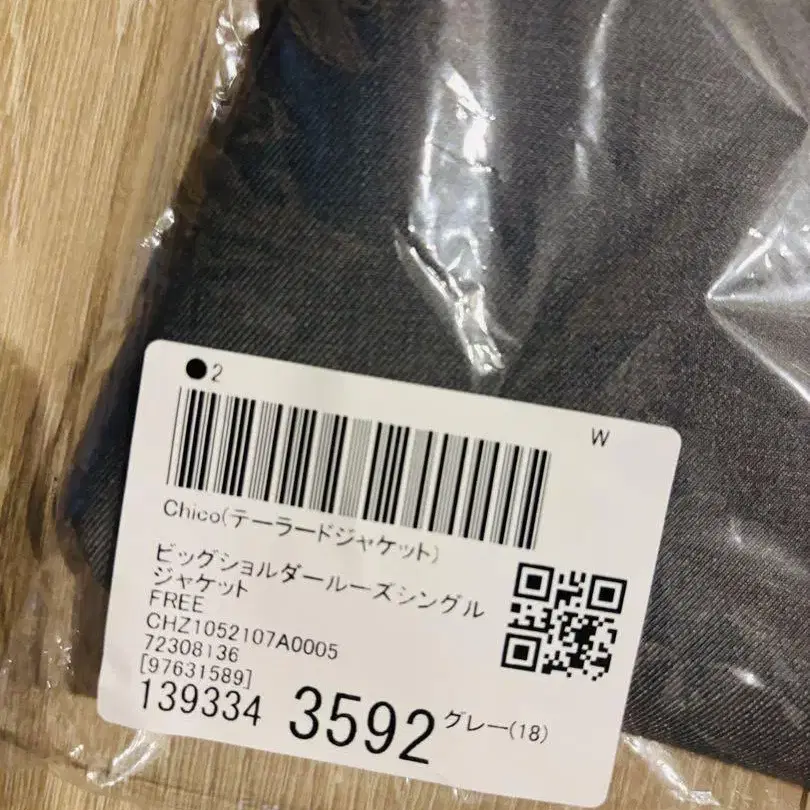 ●2
W
Chico(テーラードジャケット)
ビッグショルダールーズシングル
ジャケット
FREE
CHZ1052107A0005
72308136
[97631589]
139334 3592 グレー(18)